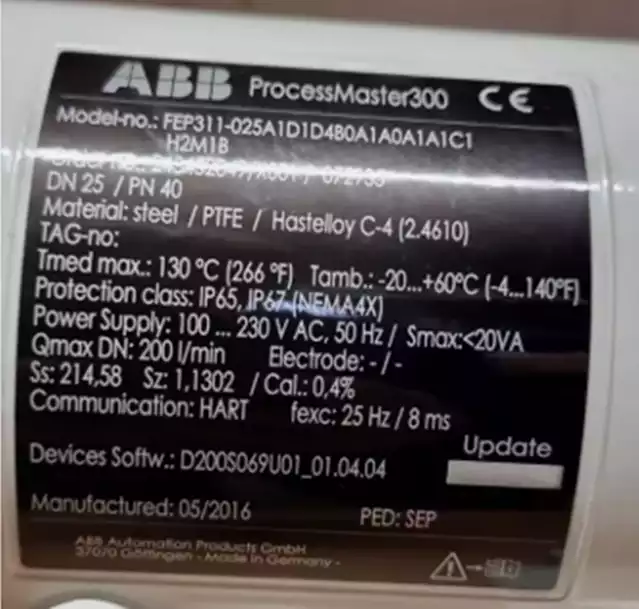 ABB ProcessMaster300 CE
Model-no.: FEP311-025A1D1D4B0A1A0A1A1C1
H2M1B
DN 25 / PN 40
Material: steel / PTFE / Hastelloy C-4 (2.4610)
TAG-no:
Tmed max.: 130 °C (266 °F) Tamb.: -20...+60°C (-4...140°F)
Protection class: IP65, IP67 (NEMA4X)
Power Supply: 100 ... 230 V AC, 50 Hz / Smax:<20VA
Qmax DN: 200 l/min Electrode: - / -
Ss: 214,58 Sz: 1,1302 / Cal.: 0,4%
Communication: HART fexc: 25 Hz / 8 ms
Update
Devices Softw.: D200S069U01_01.04.04
Manufactured: 05/2016 PED: SEP
ABB Automation Products GmbH
37070 Göttingen - Made in Germany -